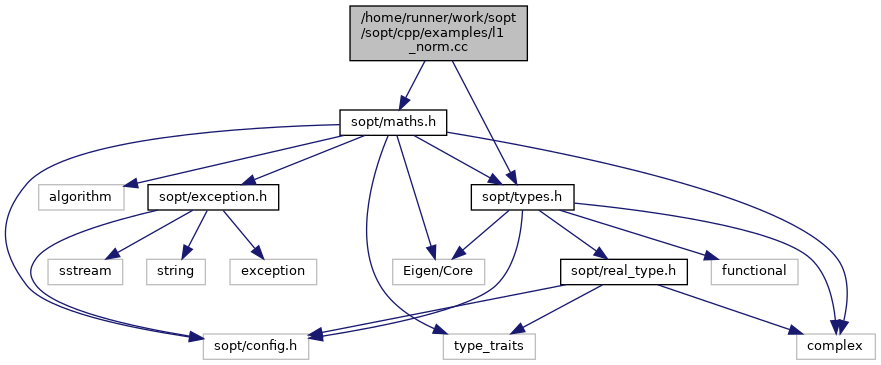 /home/runner/work/sopt
/sopt/cpp/examples/l1
_norm.cc
sopt/maths.h
algorithm
sopt/exception.h
sopt/types.h
sstream
string
exception
Eigen/Core
sopt/real_type.h
functional
sopt/config.h
type_traits
complex